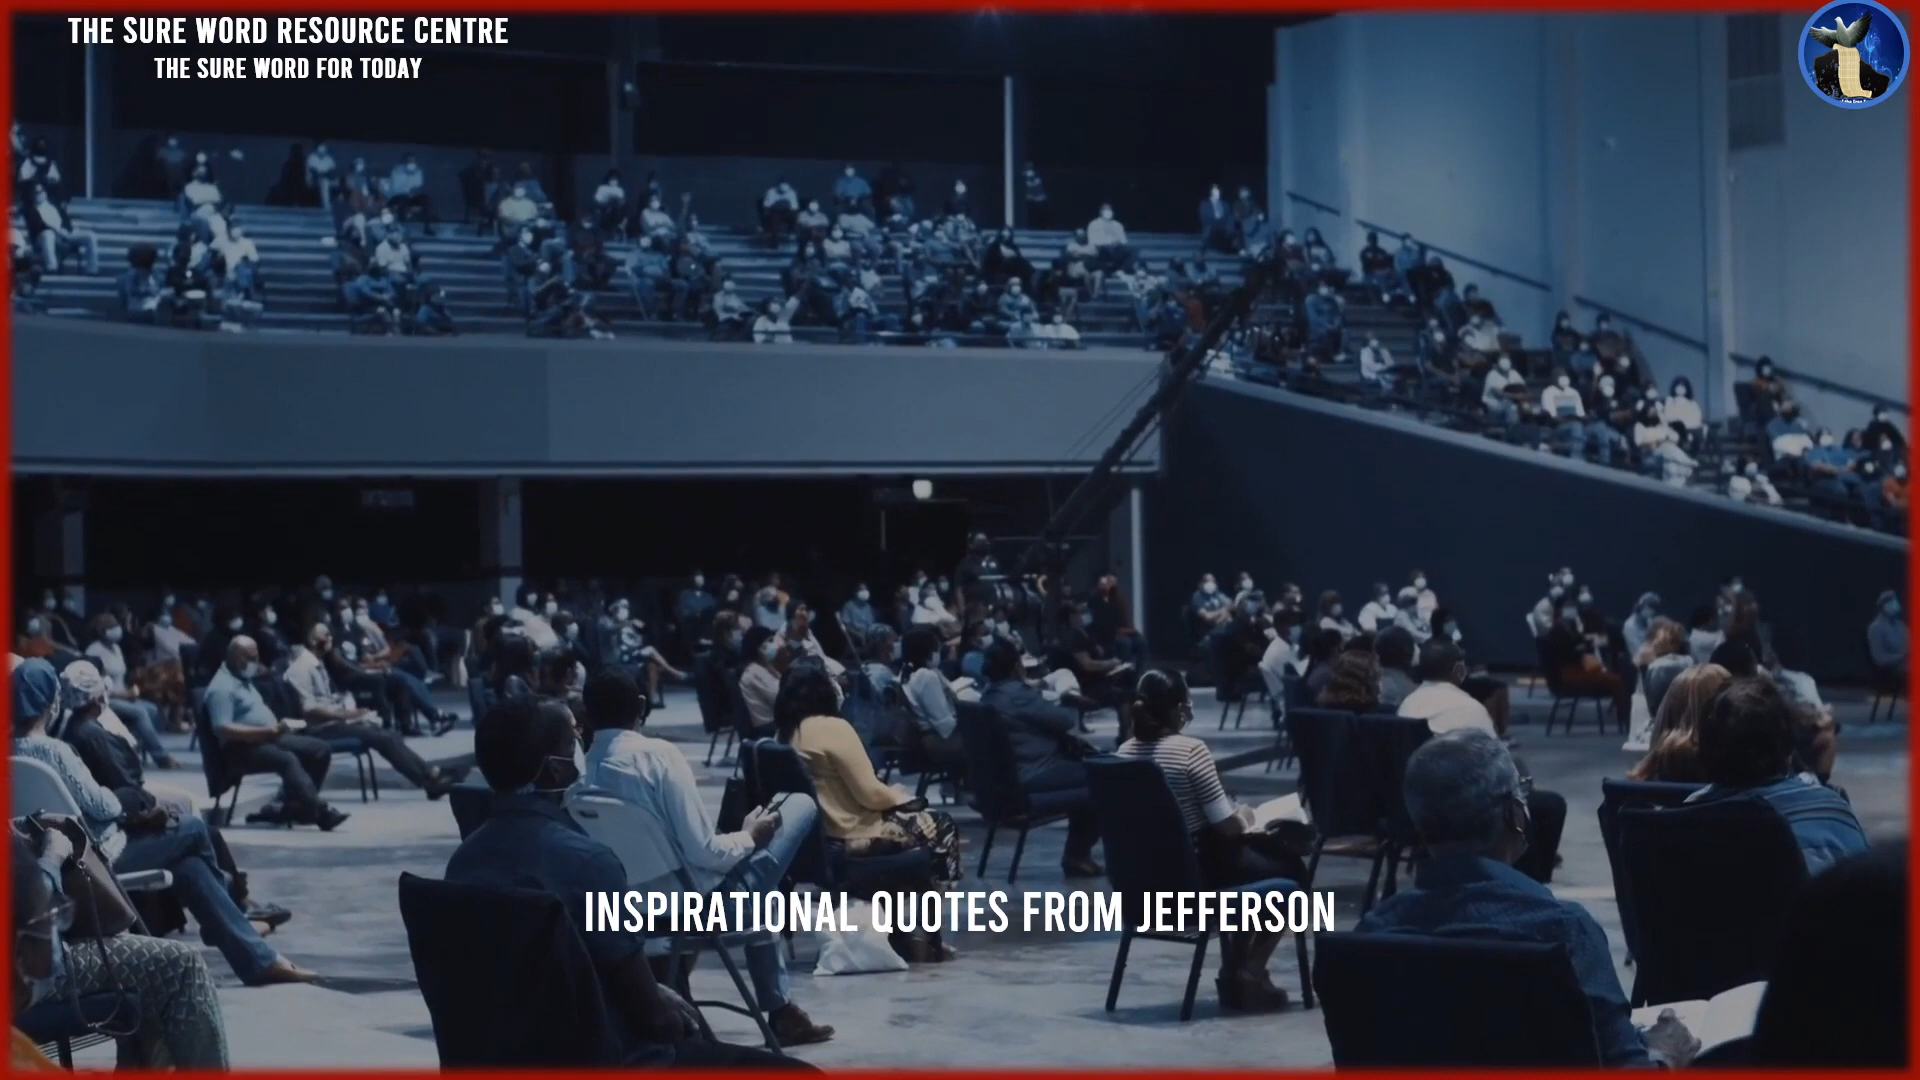 THE SURE WORD RESOURCE CENTRE
THE SURE WORD FOR TODAY
INSPIRATIONAL QUOTES FROM JEFFERSON